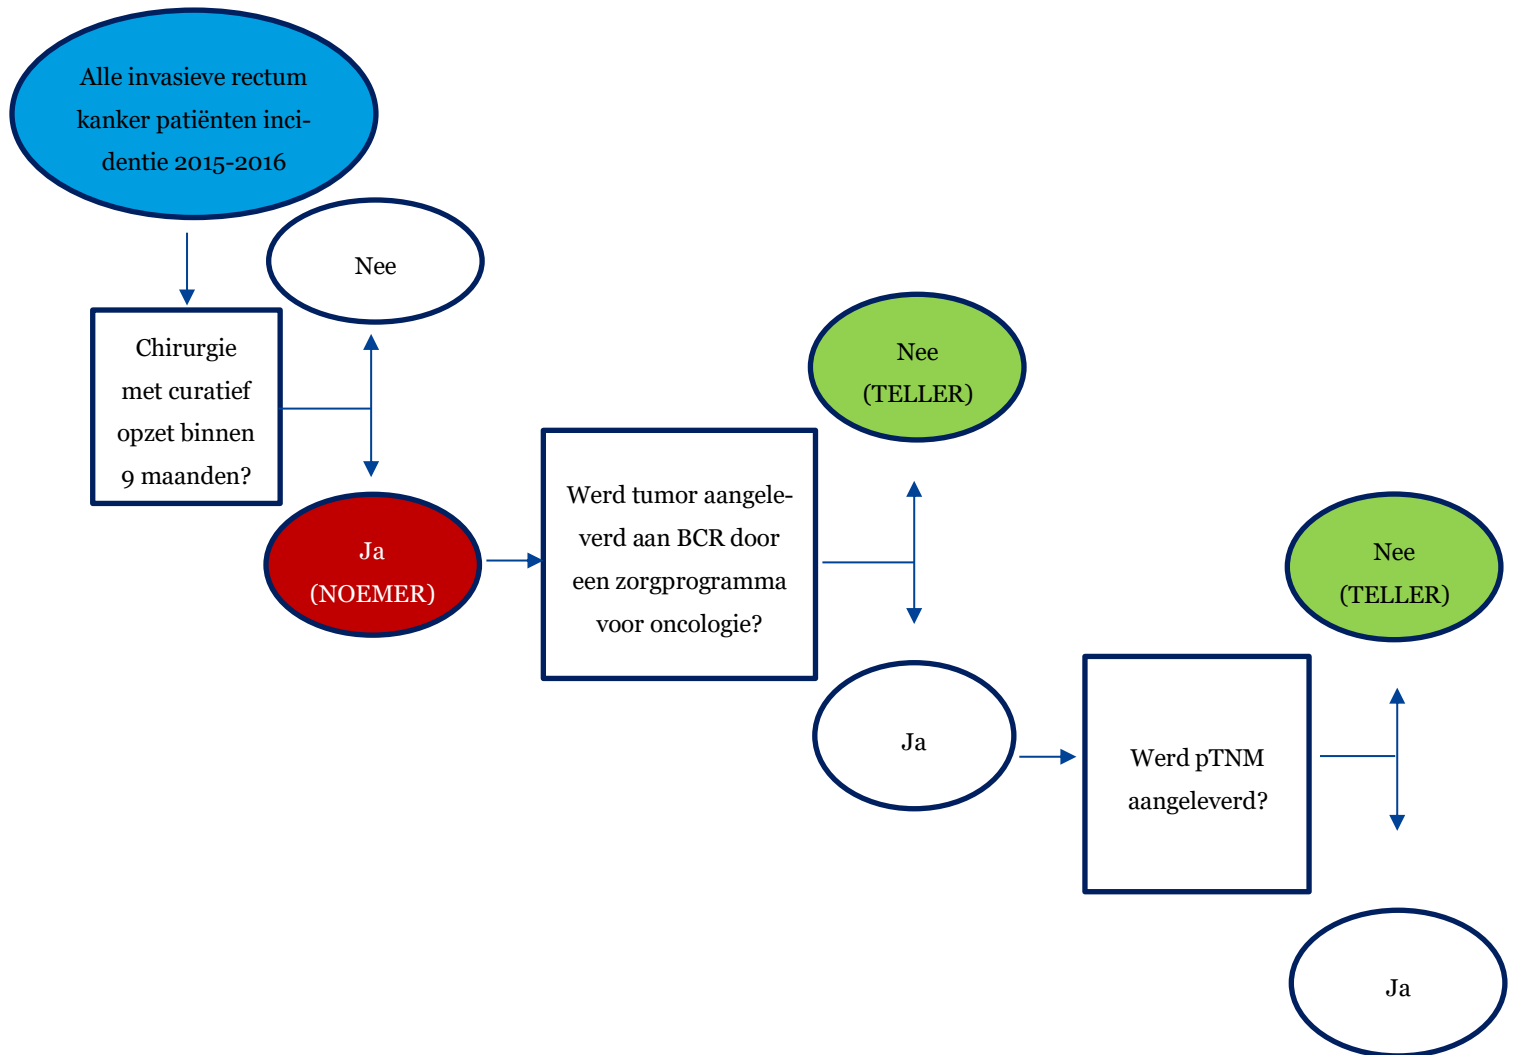 Alle invasieve rectum
kanker patiënten inci-
dentie 2015-2016
Nee
Chirurgie
met curatief
opzet binnen
9 maanden?
Ja
(NOEMER)
Werd tumor aangele-
verd aan BCR door
een zorgprogramma
voor oncologie?
Nee
(TELLER)
Ja
Werd pTNM
aangeleverd?
Nee
(TELLER)
Ja